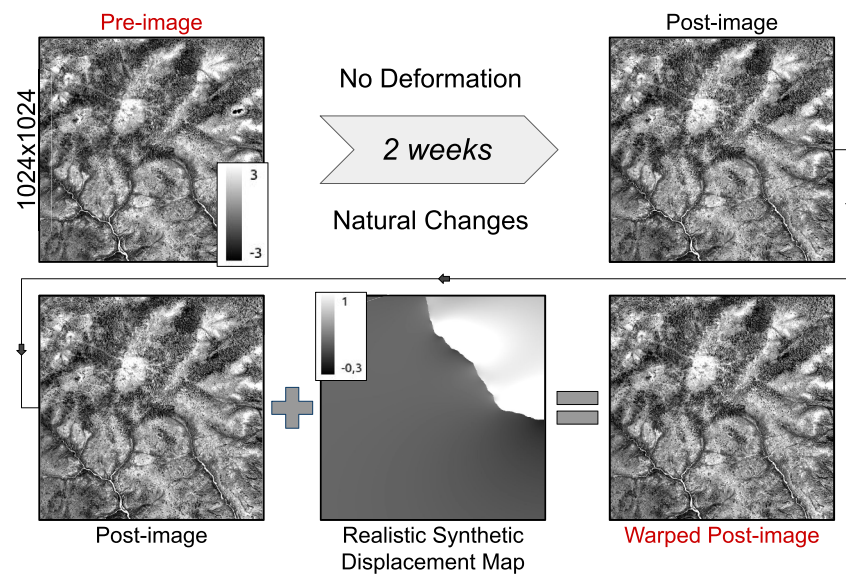 Pre-image
Post-image
1024x1024
No Deformation
2 weeks
Natural Changes
3
-3
1
-0,3
Post-image
Realistic Synthetic
Displacement Map
Warped Post-image